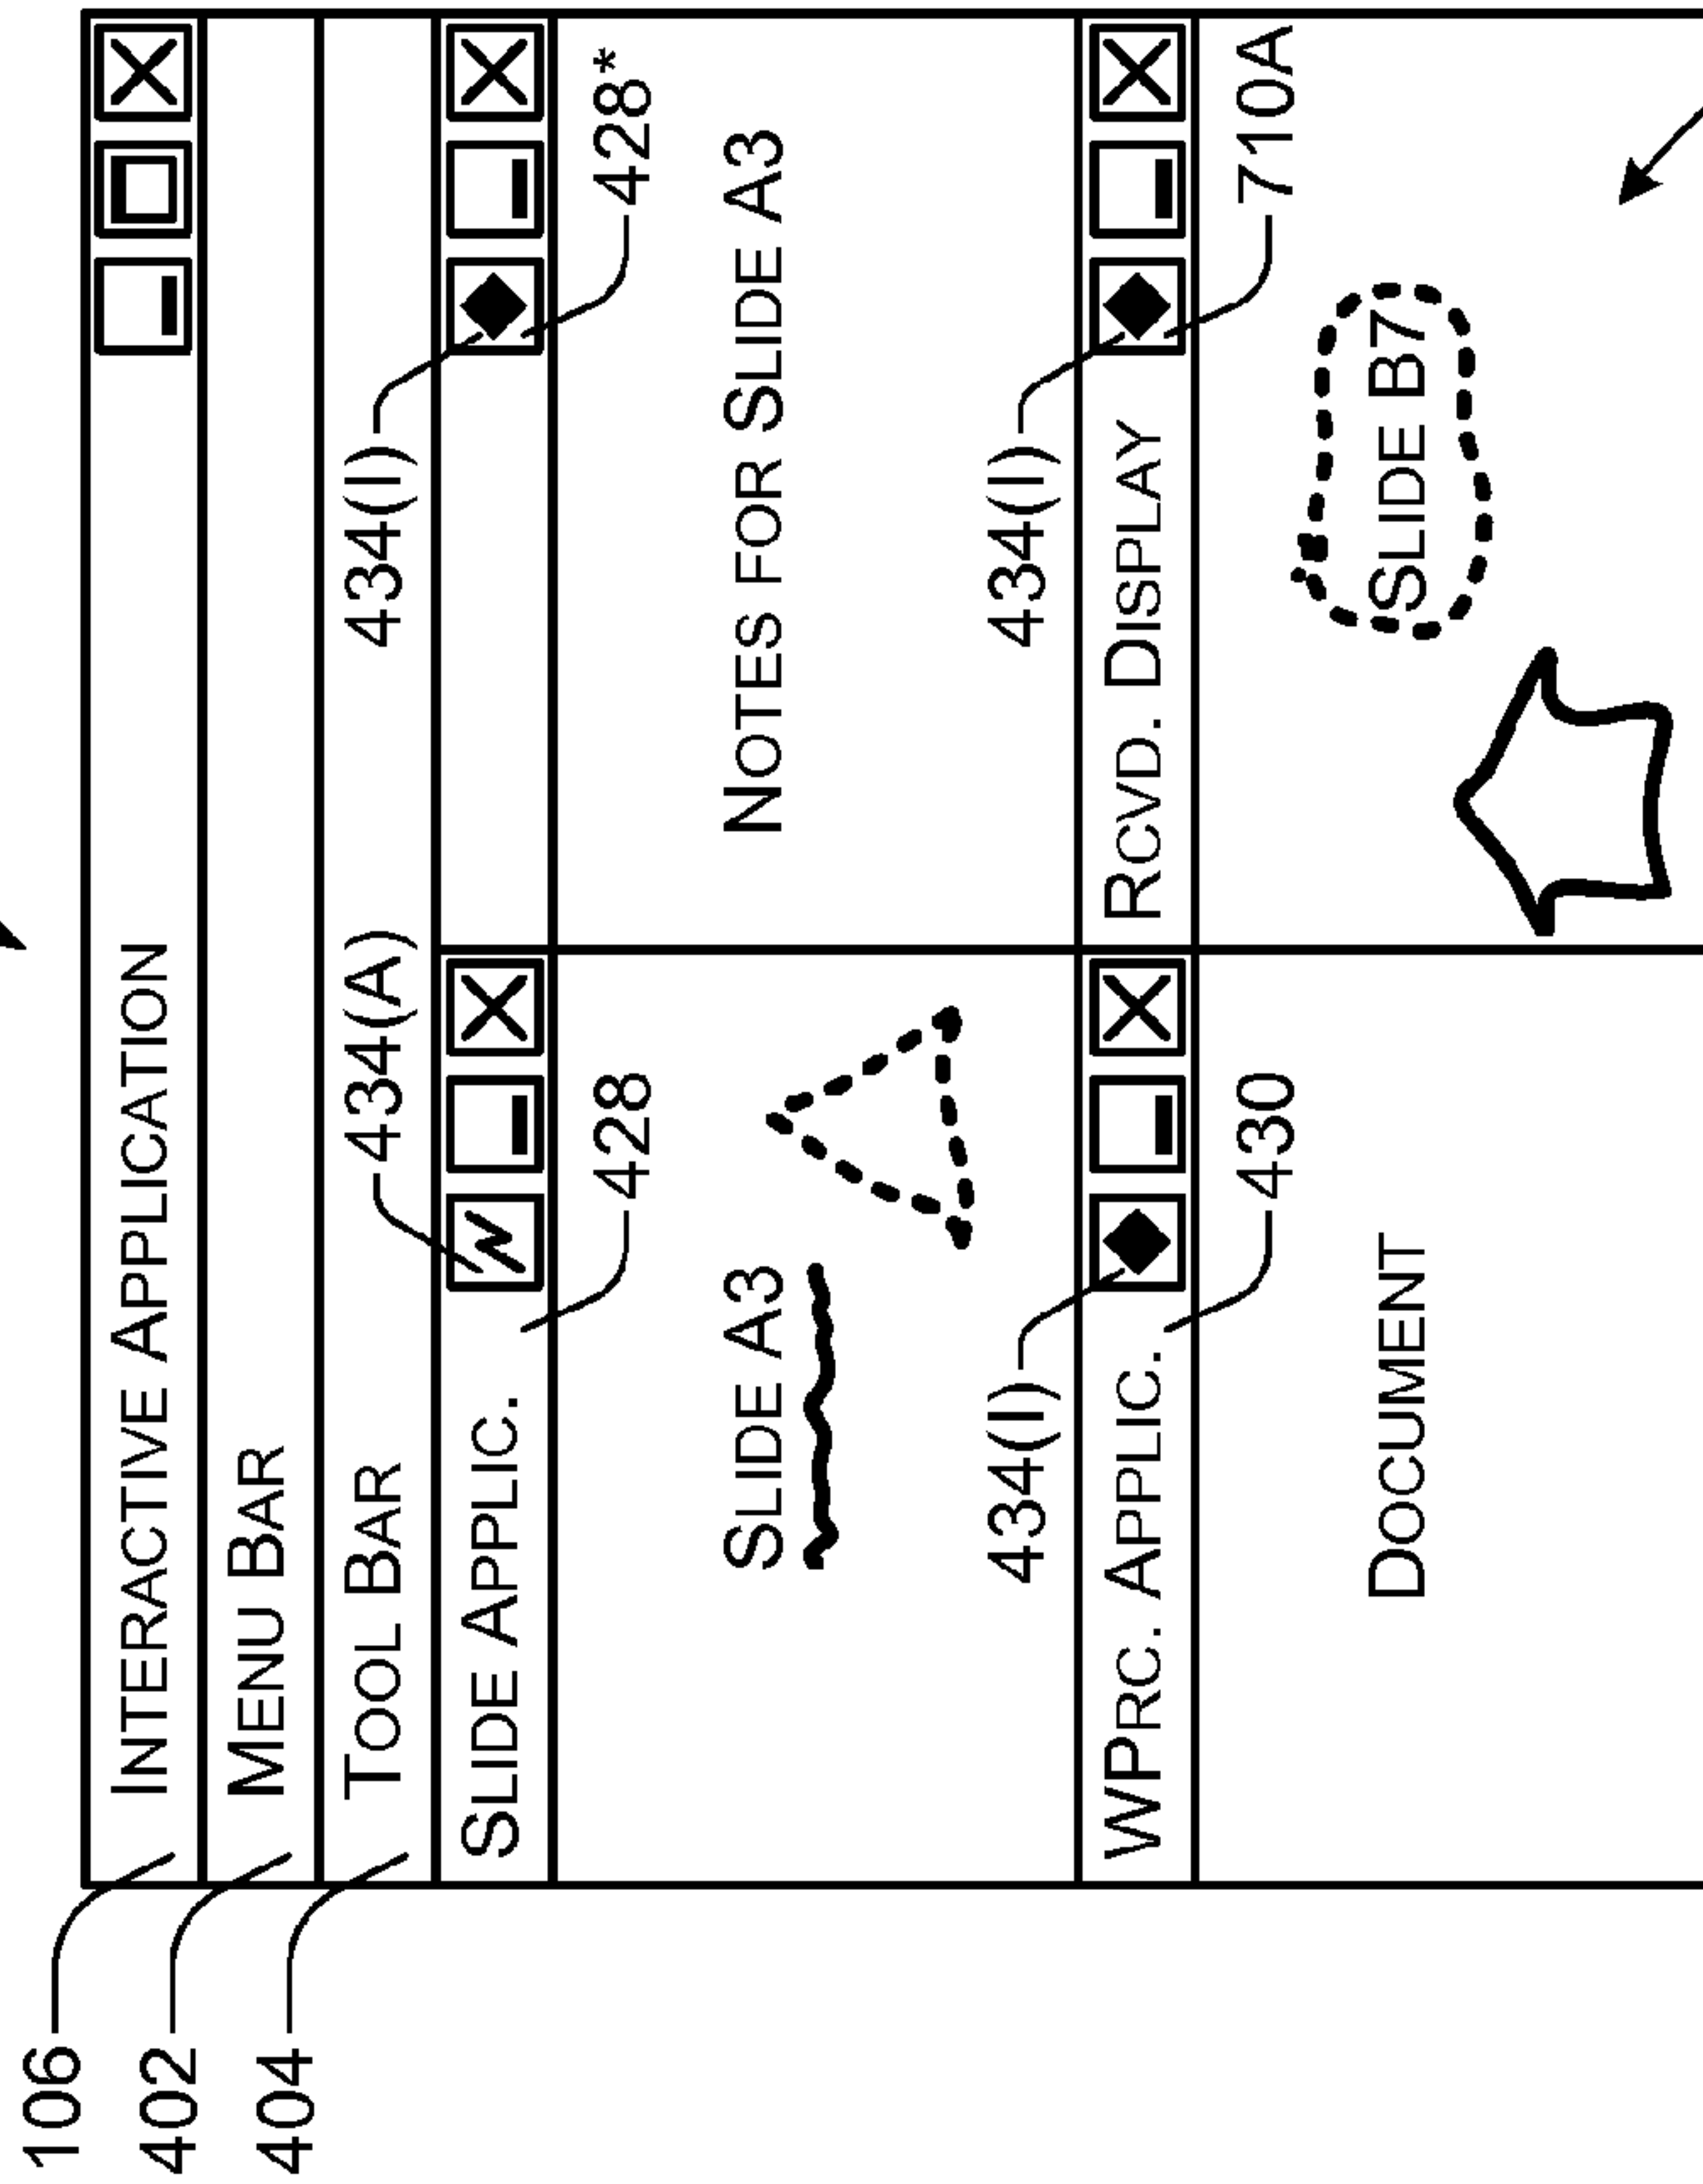 106
INTERACTIVE APPLICATION
402
MENU BAR
404
TOOL BAR
434(A)
434(I)
SLIDE APPLIC.
428
428*
SLIDE A3
NOTES FOR SLIDE A3
434(I)
434(I)
WPRC. APPLIC.
RCVD. DISPLAY
430
710A
DOCUMENT
SLIDE B7